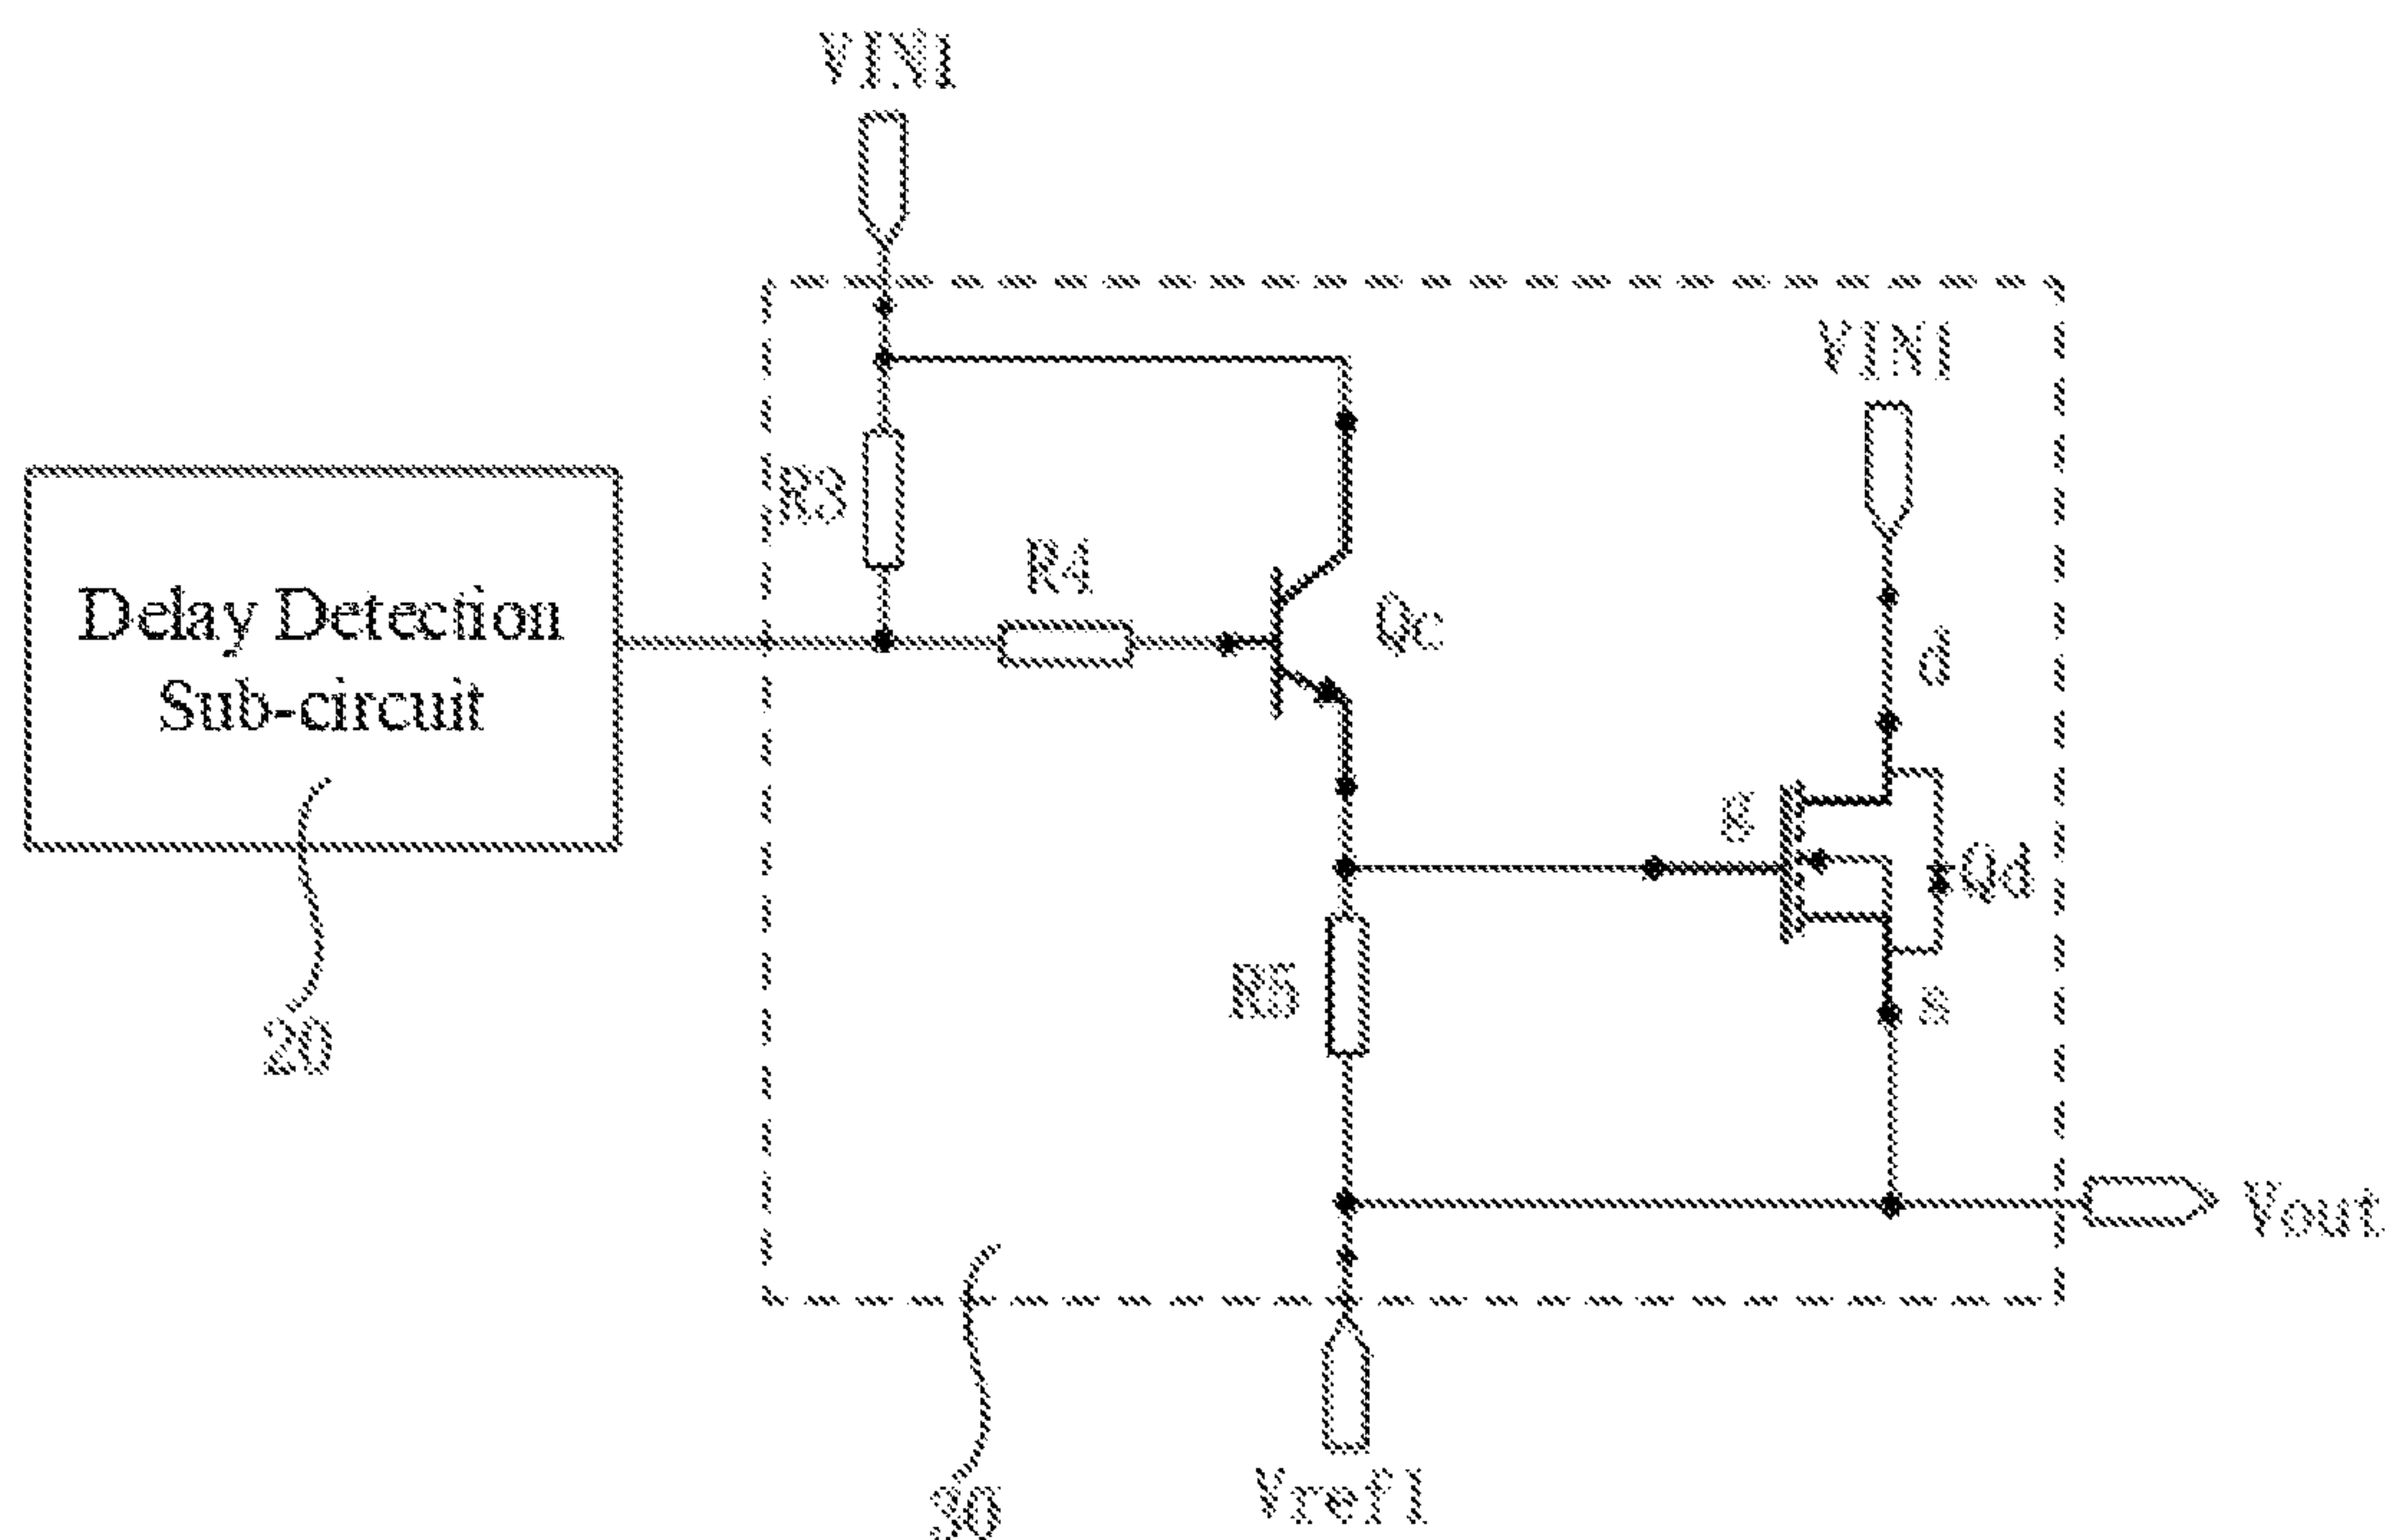 VIN1
VIN1
R3
R4
Delay Detection
Sub-circuit
Qc
d
g
Qd
R5
s
20
Vout
30
Vref1